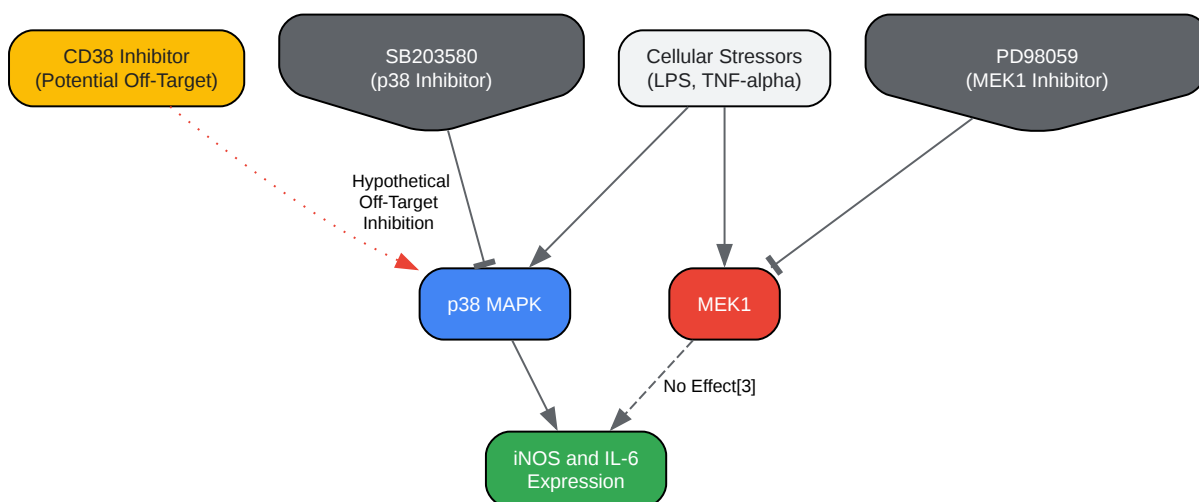 CD38 Inhibitor
(Potential Off-Target)
SB203580
(p38 Inhibitor)
Cellular Stressors
(LPS, TNF-alpha)
PD98059
(MEK1 Inhibitor)
Hypothetical
Off-Target
Inhibition
p38 MAPK
MEK1
No Effect[3]
iNOS and IL-6
Expression